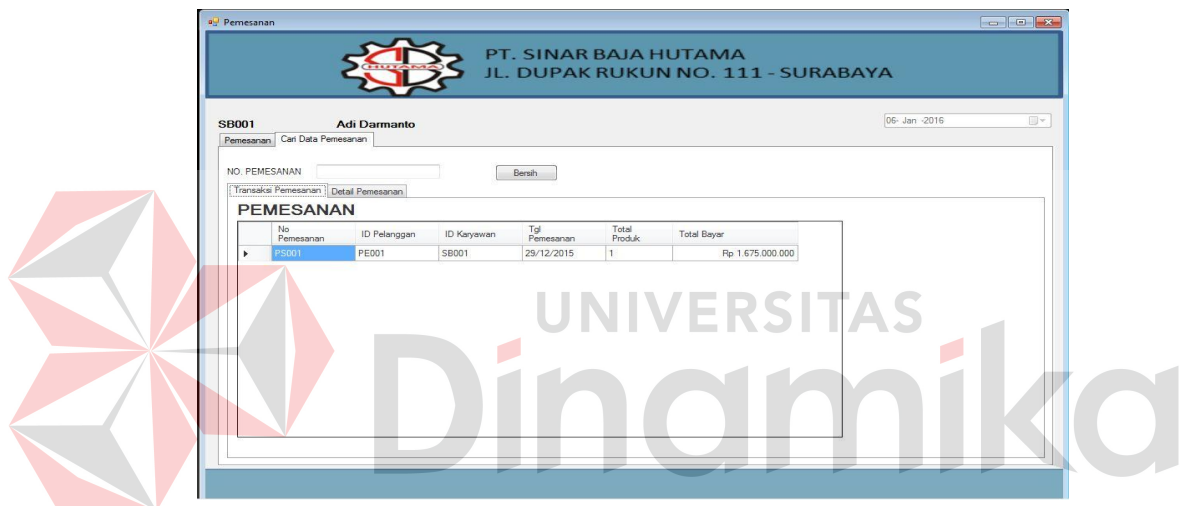 Pemesanan
HUTAMA
PT. SINAR BAJA HUTAMA
JL. DUPAK RUKUN NO. 111 - SURABAYA
SB001 Adi Darmanto 06- Jan -2016
Pemesanan Cari Data Pemesanan
NO. PEMESANAN Bersih
Transaksi Pemesanan Detail Pemesanan
PEMESANAN
No Pemesanan ID Pelanggan ID Karyawan Tgl Pemesanan Total Produk Total Bayar
PS001 PE001 SB001 29/12/2015 1 Rp 1.675.000.000
UNIVERSITAS
Dinamika